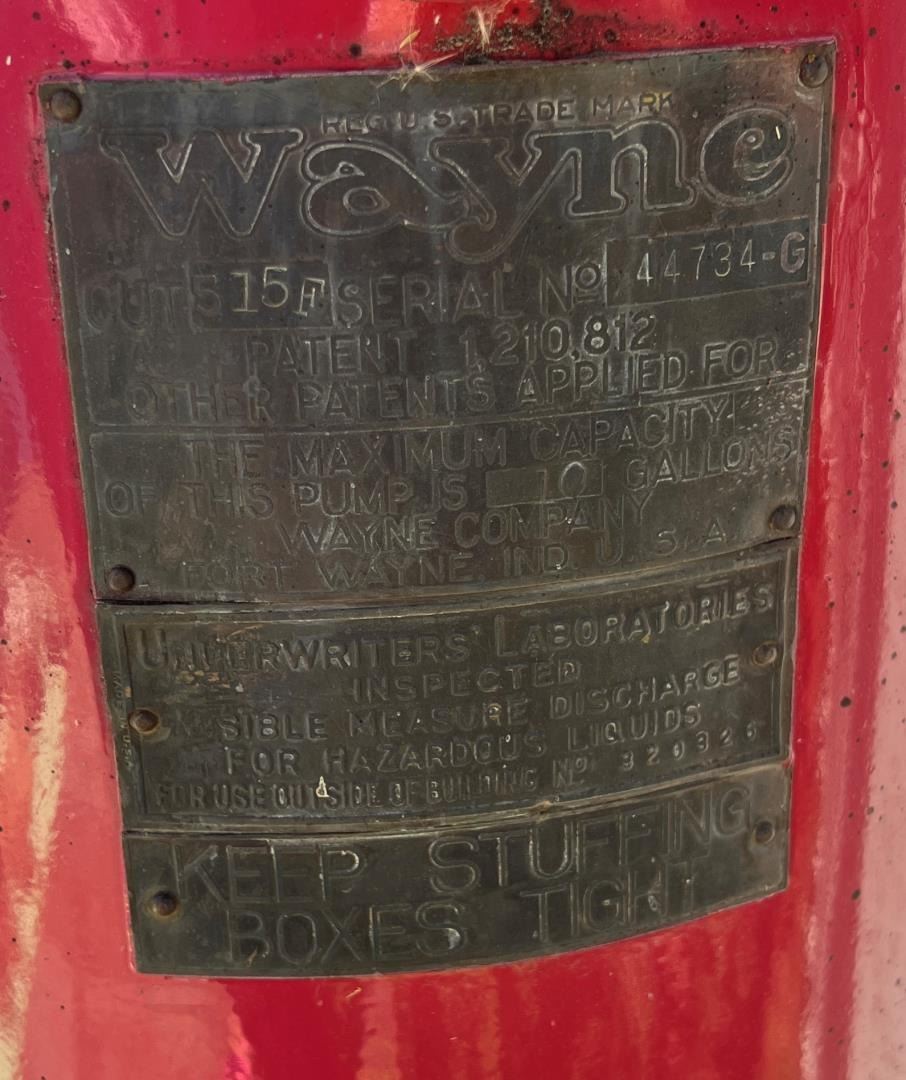 REG. U.S. TRADE MARK
Wayne
CUT 515F SERIAL No 44734-G
PATENT 1,210,812
OTHER PATENTS APPLIED FOR
THE MAXIMUM CAPACITY
OF THIS PUMP IS 10 GALLONS
WAYNE COMPANY
FORT WAYNE, IND. U.S.A.
UNDERWRITERS' LABORATORIES
INSPECTED
VISIBLE MEASURE DISCHARGE
FOR HAZARDOUS LIQUIDS
FOR USE OUTSIDE OF BUILDING No 320326
KEEP STUFFING
BOXES TIGHT